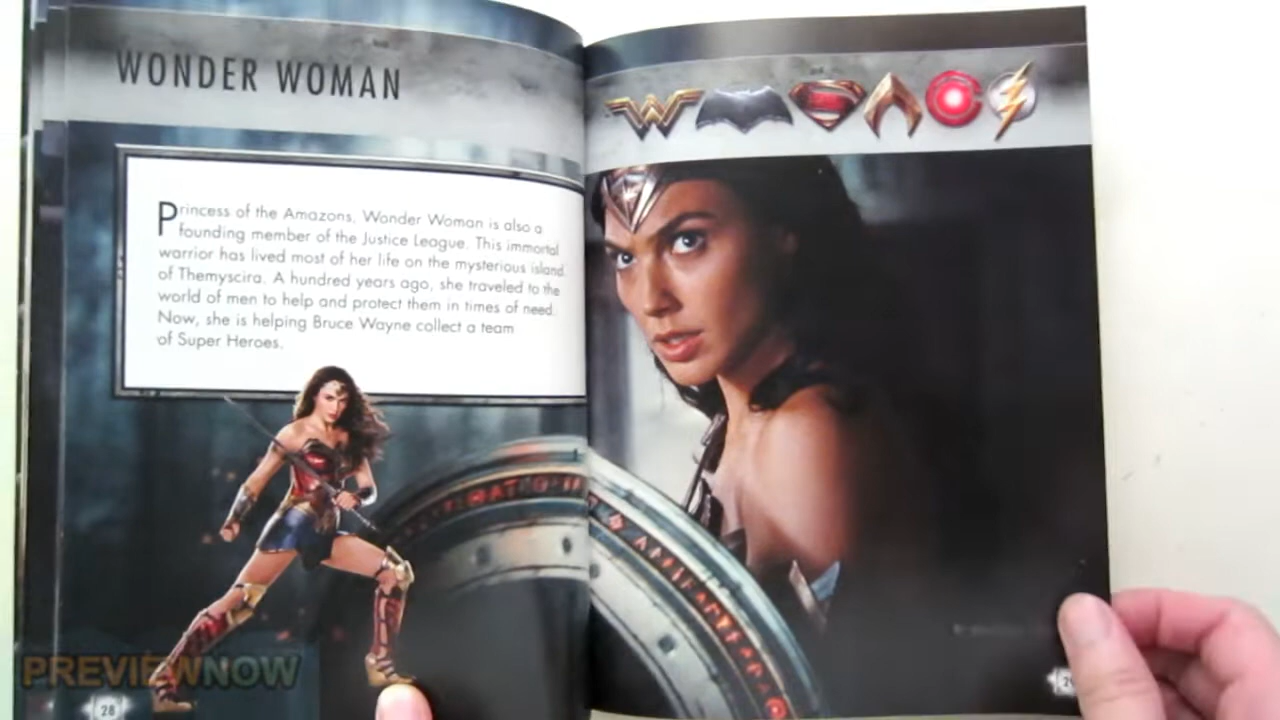 WONDER WOMAN
Princess of the Amazons, Wonder Woman is also a
founding member of the Justice League. This immortal
warrior has lived most of her life on the mysterious island
of Themyscira. A hundred years ago, she traveled to the
world of men to help and protect them in times of need.
Now, she is helping Bruce Wayne collect a team
of Super Heroes.
PREVIEWNOW
28